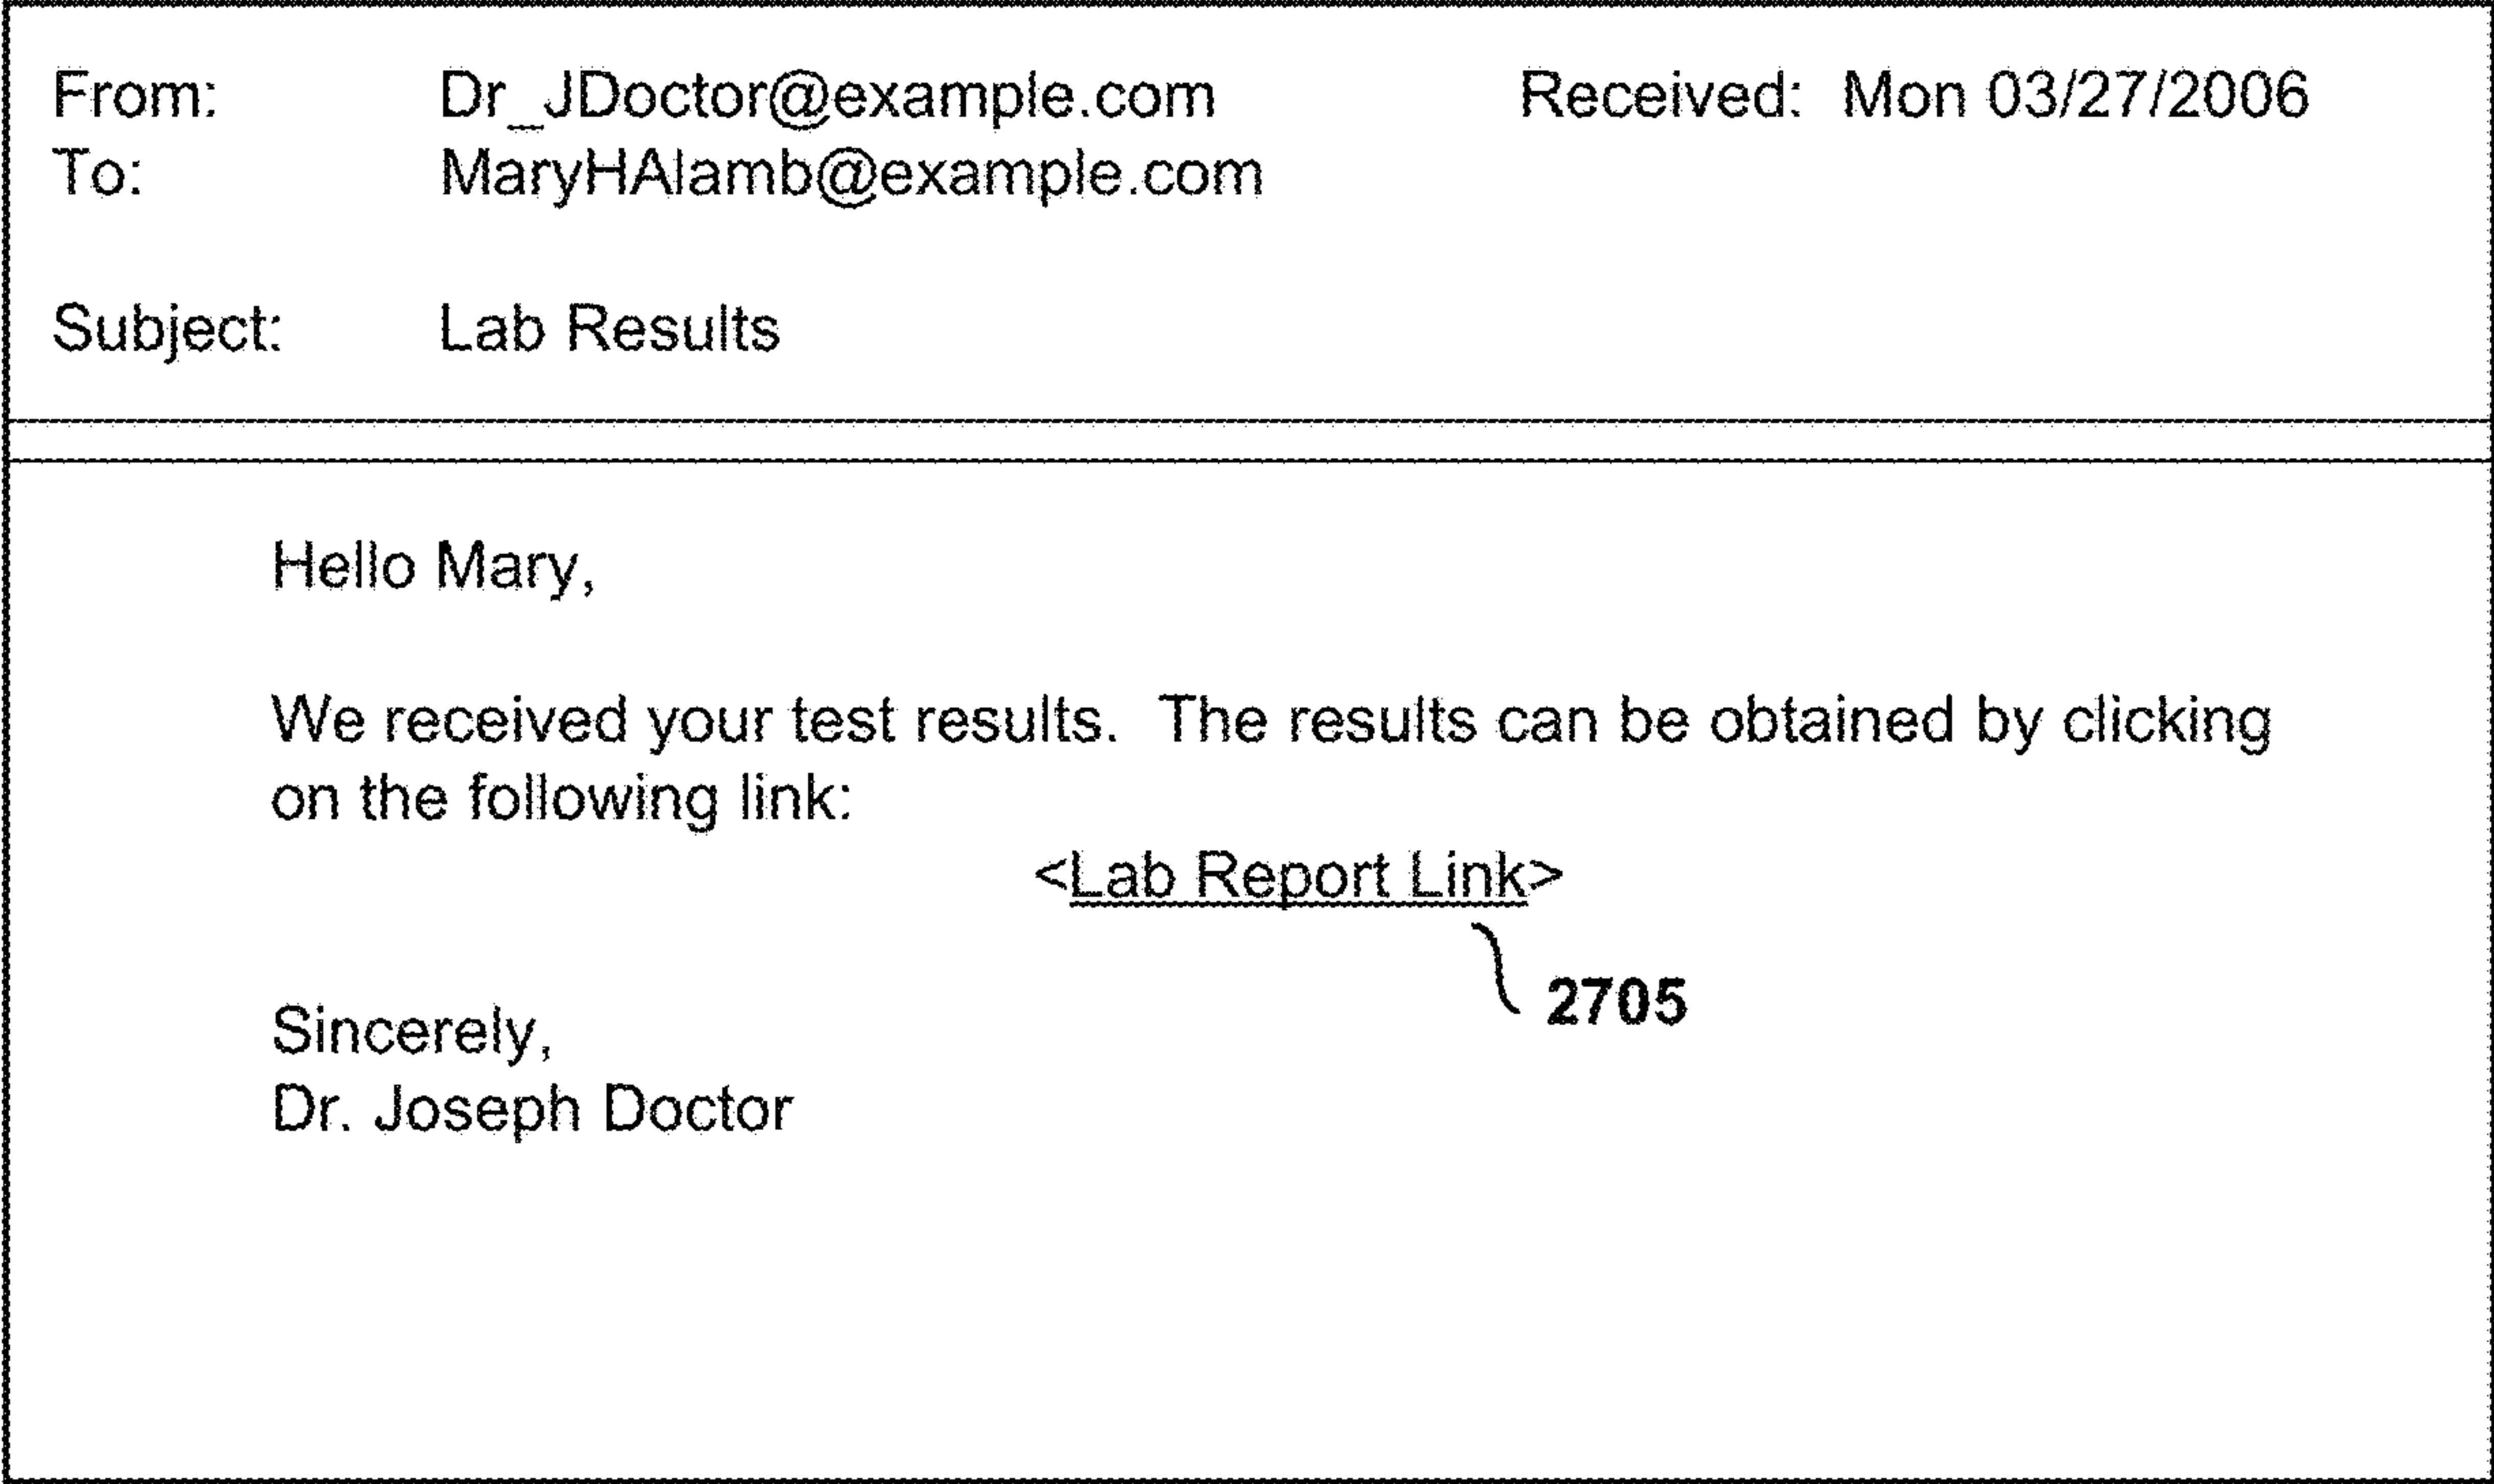 From: Dr_JDoctor@example.com Received: Mon 03/27/2006
To: MaryHAlamb@example.com
Subject: Lab Results
Hello Mary,
We received your test results. The results can be obtained by clicking
on the following link:
<Lab Report Link>
2705
Sincerely,
Dr. Joseph Doctor